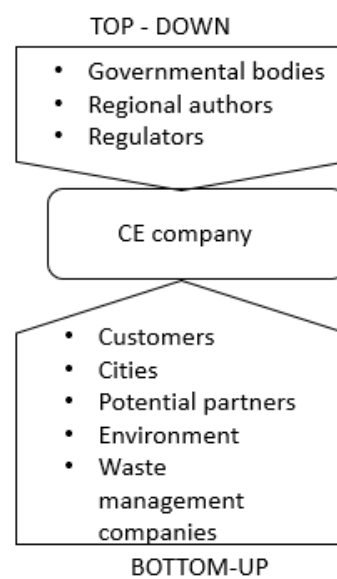 TOP - DOWN
• Governmental bodies
• Regional authors
• Regulators
CE company
• Customers
• Cities
• Potential partners
• Environment
• Waste
management
companies
BOTTOM-UP